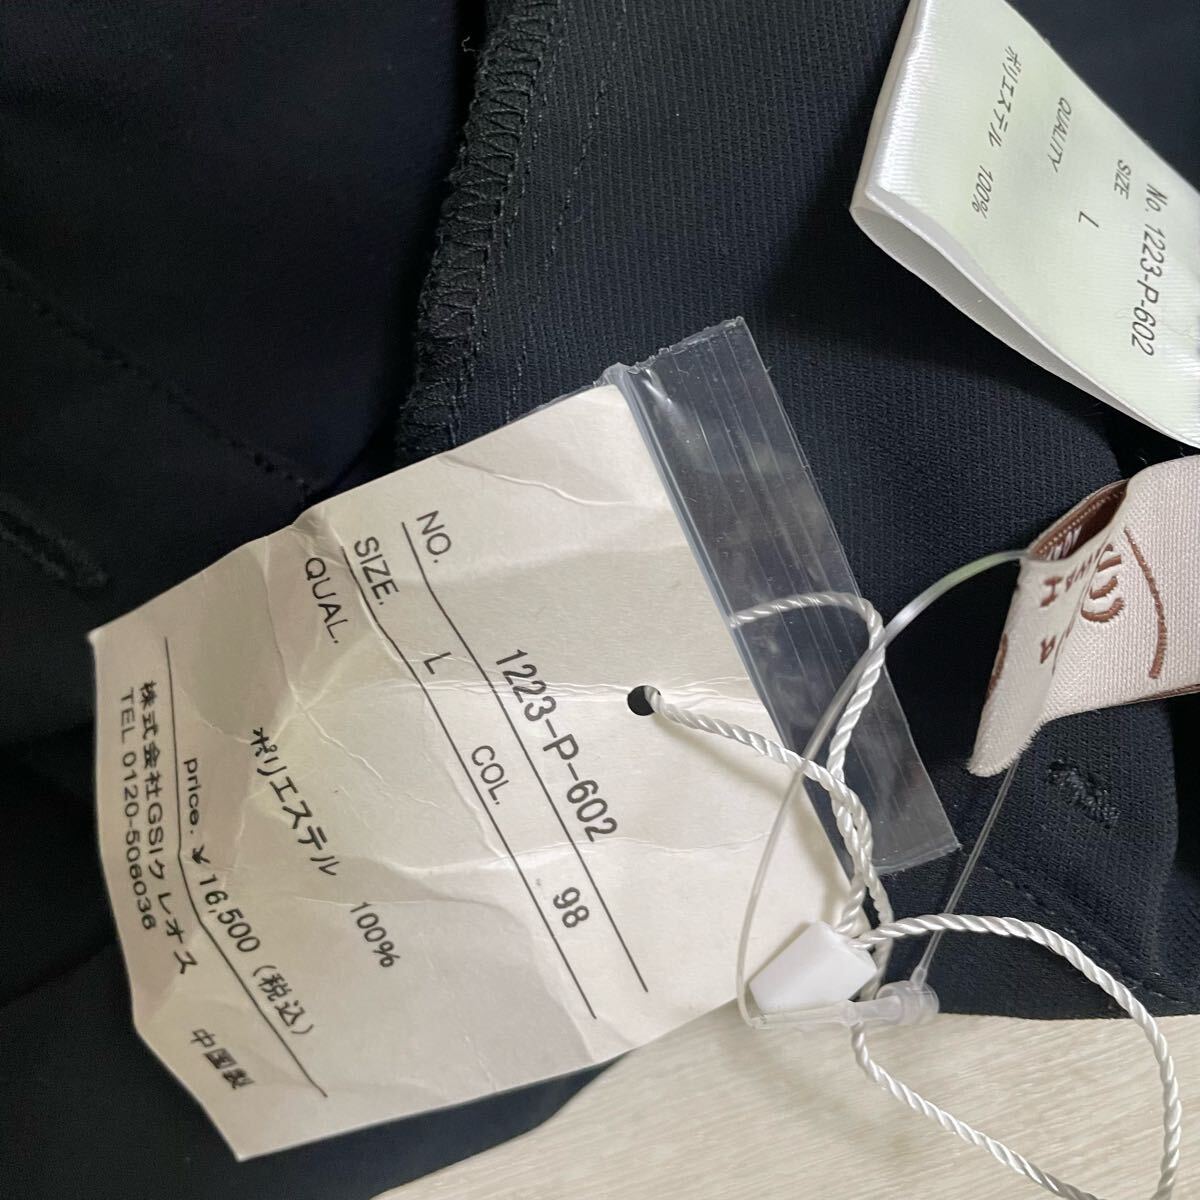 No. 1223-P-602
SIZE L
QUALITY
ポリエステル 100%
NO. 1223-P-602
SIZE. L COL. 98
QUAL.
ポリエステル 100%
price. ¥ 16,500 (税込)
株式会社GSIクレオス 中国製
TEL 0120-506036